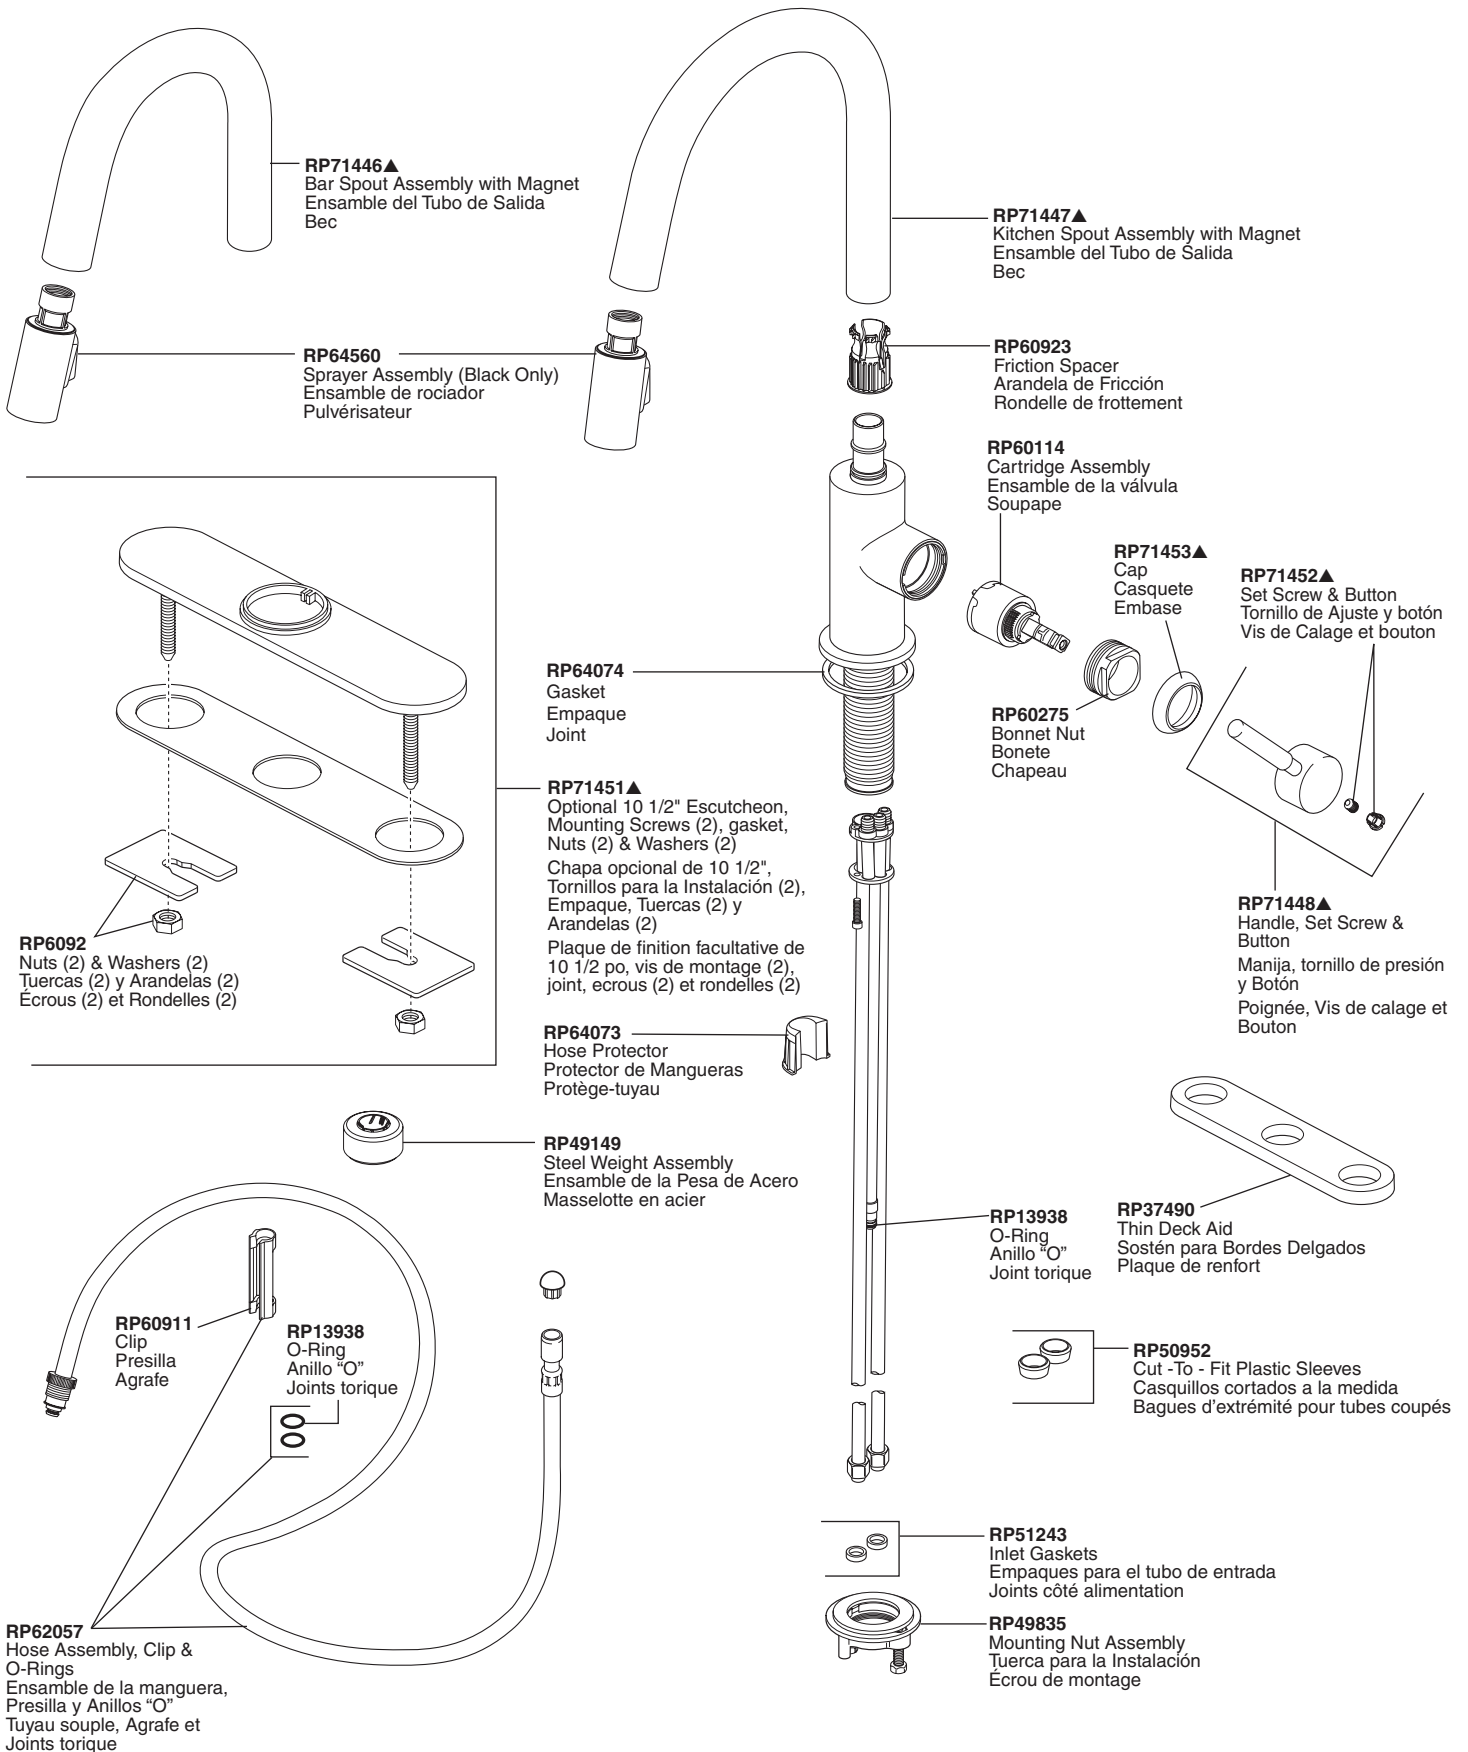 RP71446▲
Bar Spout Assembly with Magnet
Ensamble del Tubo de Salida
Bec
RP71447▲
Kitchen Spout Assembly with Magnet
Ensamble del Tubo de Salida
Bec
RP64560
Sprayer Assembly (Black Only)
Ensamble de rociador
Pulvérisateur
RP60923
Friction Spacer
Arandela de Fricción
Rondelle de frottement
RP60114
Cartridge Assembly
Ensamble de la válvula
Soupape
RP71453▲
Cap
Casquete
Embase
RP71452▲
Set Screw & Button
Tornillo de Ajuste y botón
Vis de Calage et bouton
RP64074
Gasket
Empaque
Joint
RP60275
Bonnet Nut
Bonete
Chapeau
RP71451▲
Optional 10 1/2" Escutcheon,
Mounting Screws (2), gasket,
Nuts (2) & Washers (2)
Chapa opcional de 10 1/2",
Tornillos para la Instalación (2),
Empaque, Tuercas (2) y
Arandelas (2)
Plaque de finition facultative de
10 1/2 po, vis de montage (2),
joint, ecrous (2) et rondelles (2)
RP6092
Nuts (2) & Washers (2)
Tuercas (2) y Arandelas (2)
Écrous (2) et Rondelles (2)
RP71448▲
Handle, Set Screw &
Button
Manija, tornillo de presión
y Botón
Poignée, Vis de calage et
Bouton
RP64073
Hose Protector
Protector de Mangueras
Protège-tuyau
RP49149
Steel Weight Assembly
Ensamble de la Pesa de Acero
Masselotte en acier
RP13938
O-Ring
Anillo “O”
Joint torique
RP37490
Thin Deck Aid
Sostén para Bordes Delgados
Plaque de renfort
RP60911
Clip
Presilla
Agrafe
RP13938
O-Ring
Anillo “O”
Joints torique
RP50952
Cut -To - Fit Plastic Sleeves
Casquillos cortados a la medida
Bagues d’extrémité pour tubes coupés
RP51243
Inlet Gaskets
Empaques para el tubo de entrada
Joints côté alimentation
RP49835
Mounting Nut Assembly
Tuerca para la Instalación
Écrou de montage
RP62057
Hose Assembly, Clip &
O-Rings
Ensamble de la manguera,
Presilla y Anillos “O”
Tuyau souple, Agrafe et
Joints torique